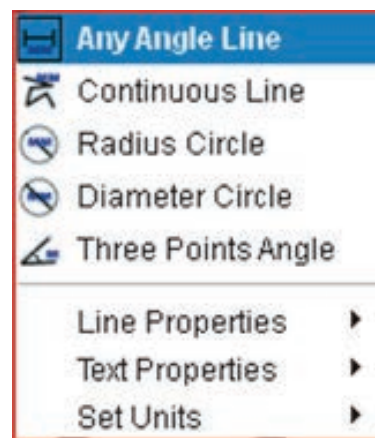 Any Angle Line
Continuous Line
Radius Circle
Diameter Circle
Three Points Angle
Line Properties
Text Properties
Set Units